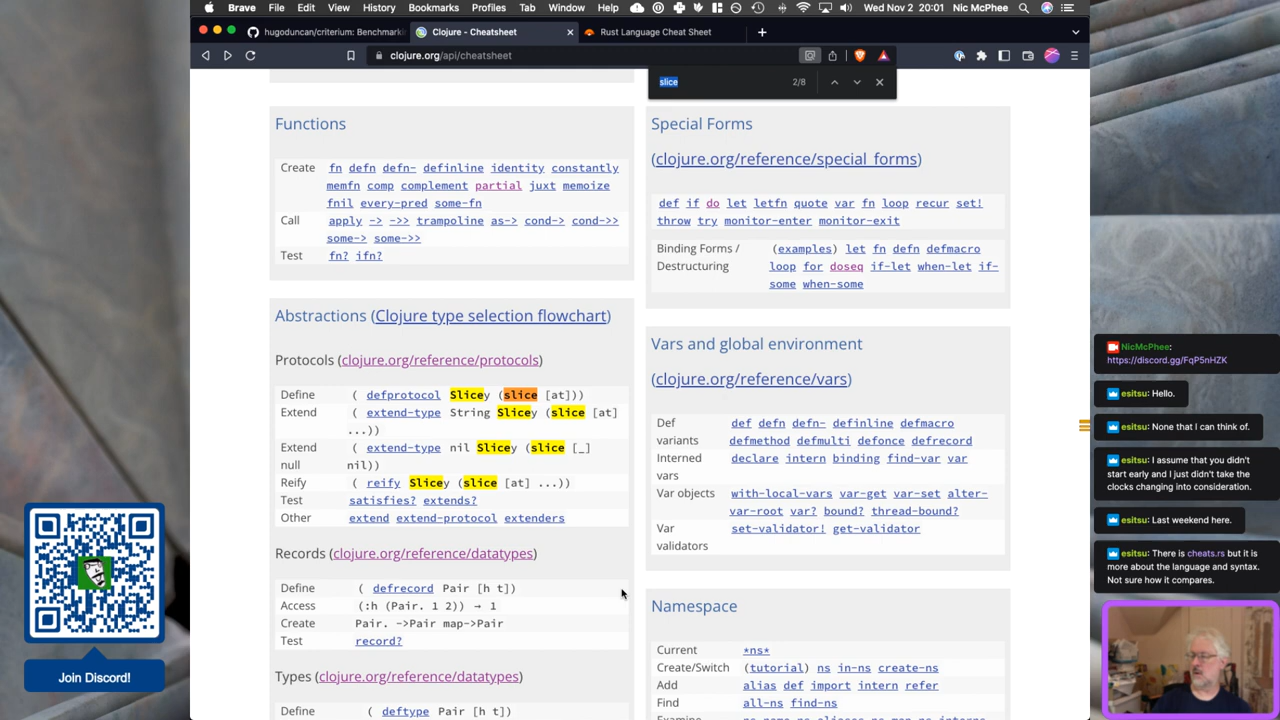 Brave File Edit View History Bookmarks Profiles Tab Window Help Wed Nov 2 20:01 Nic McPhee
hugoduncan/criterium: Benchmarki
Clojure - Cheatsheet
Rust Language Cheat Sheet
clojure.org/api/cheatsheet
slice 2/8
Functions
Create fn defn defn- definline identity constantly
memfn comp complement partial juxt memoize
fnil every-pred some-fn
Call apply -> ->> trampoline as-> cond-> cond->>
some-> some->>
Test fn? ifn?
Abstractions (Clojure type selection flowchart)
Protocols (clojure.org/reference/protocols)
Define ( defprotocol Slicey (slice [at]))
Extend ( extend-type String Slicey (slice [at]
...))
Extend ( extend-type nil Slicey (slice [_]
null nil))
Reify ( reify Slicey (slice [at] ...))
Test satisfies? extends?
Other extend extend-protocol extenders
Records (clojure.org/reference/datatypes)
Define ( defrecord Pair [h t])
Access (:h (Pair. 1 2)) → 1
Create Pair. ->Pair map->Pair
Test record?
Types (clojure.org/reference/datatypes)
Define ( deftype Pair [h t])
Special Forms
(clojure.org/reference/special_forms)
def if do let letfn quote var fn loop recur set!
throw try monitor-enter monitor-exit
Binding Forms / (examples) let fn defn defmacro
Destructuring loop for doseq if-let when-let if-
some when-some
Vars and global environment
(clojure.org/reference/vars)
Def def defn defn- definline defmacro
variants defmethod defmulti defonce defrecord
Interned declare intern binding find-var var
vars
Var objects with-local-vars var-get var-set alter-
var-root var? bound? thread-bound?
Var set-validator! get-validator
validators
Namespace
Current *ns*
Create/Switch (tutorial) ns in-ns create-ns
Add alias def import intern refer
Find all-ns find-ns
NicMcPhee:
https://discord.gg/FqP5nHZK
esitsu: Hello.
esitsu: None that I can think of.
esitsu: I assume that you didn't
start early and I just didn't take the
clocks changing into consideration.
esitsu: Last weekend here.
esitsu: There is cheats.rs but it
is more about the language and syntax.
Not sure how it compares.
Join Discord!